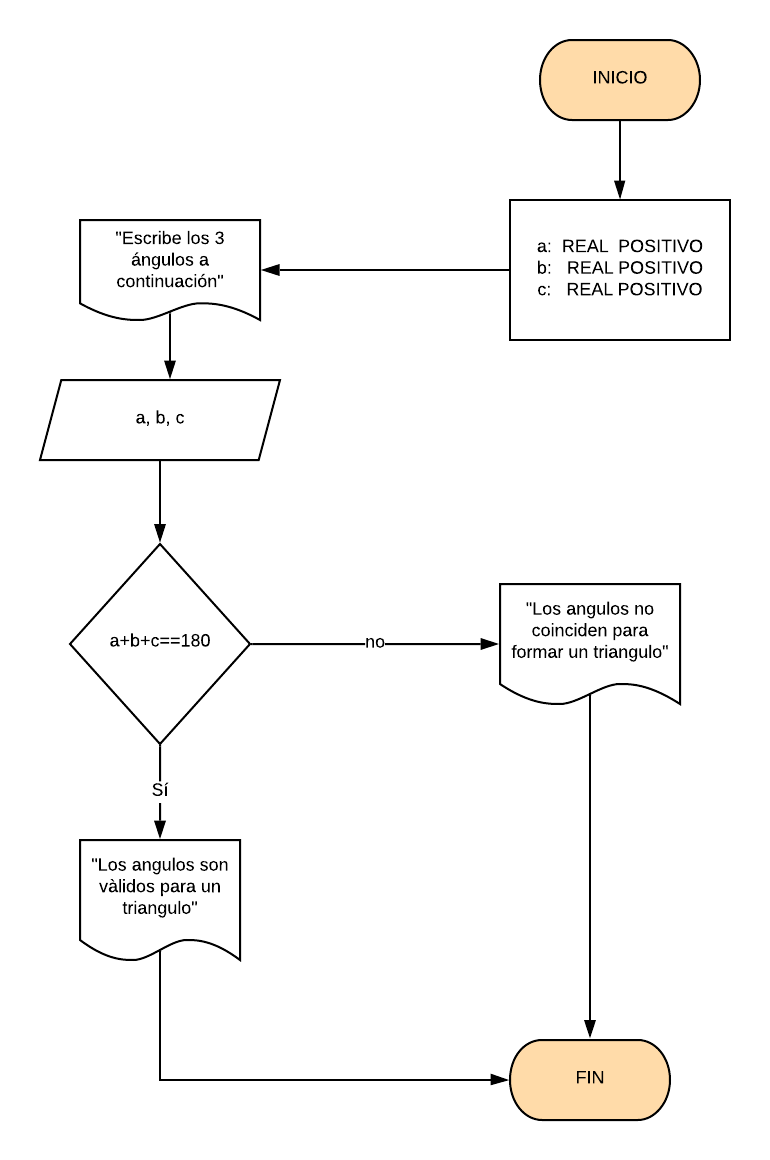 INICIO
a: REAL POSITIVO
b: REAL POSITIVO
c: REAL POSITIVO
"Escribe los 3
ángulos a
continuación"
a, b, c
a+b+c==180
no
"Los angulos no
coinciden para
formar un triangulo"
Sí
"Los angulos son
vàlidos para un
triangulo"
FIN